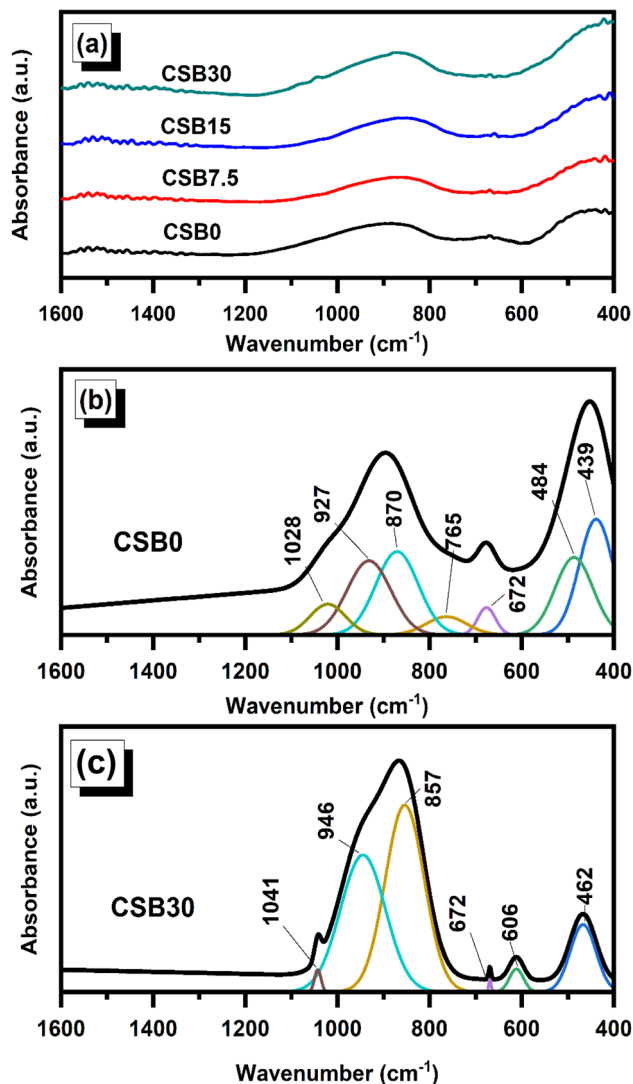 (a)
CSB30
CSB15
CSB7.5
CSB0
Absorbance (a.u.)
1600 1400 1200 1000 800 600 400
Wavenumber (cm-1)
(b)
CSB0
1028
927
870
765
672
484
439
Absorbance (a.u.)
1600 1400 1200 1000 800 600 400
Wavenumber (cm-1)
(c)
CSB30
1041
946
857
672
606
462
Absorbance (a.u.)
1600 1400 1200 1000 800 600 400
Wavenumber (cm-1)